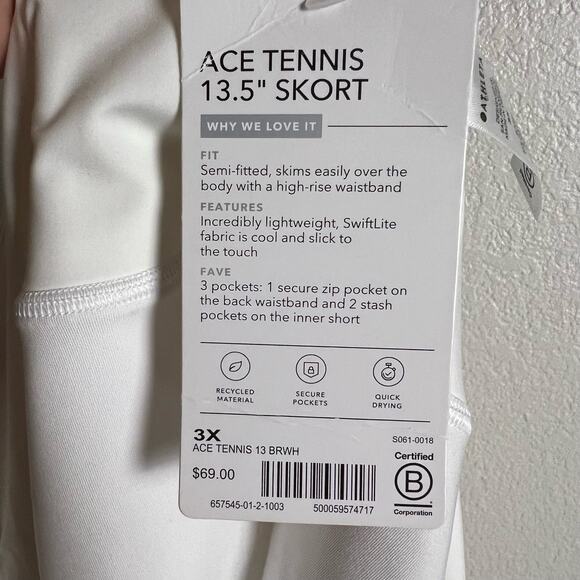 ACE TENNIS
13.5" SKORT
WHY WE LOVE IT
FIT
Semi-fitted, skims easily over the
body with a high-rise waistband
FEATURES
Incredibly lightweight, SwiftLite
fabric is cool and slick to
the touch
FAVE
3 pockets: 1 secure zip pocket on
the back waistband and 2 stash
pockets on the inner short
RECYCLED
MATERIAL
SECURE
POCKETS
QUICK
DRYING
3X
S061-0018
ACE TENNIS 13 BRWH
$69.00
657545-01-2-1003
500059574717
Certified
B
Corporation
ATHLETA